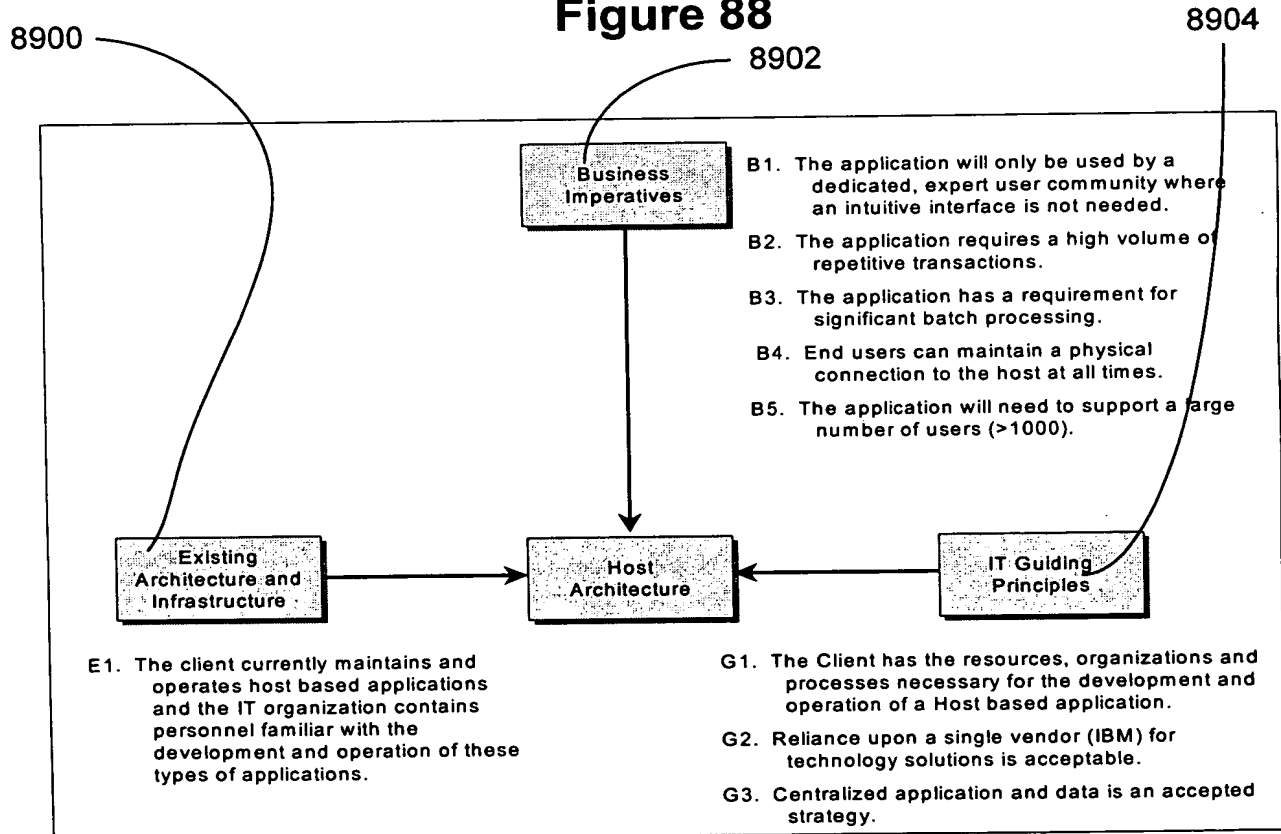 Figure 88
8900
8902
8904
Business
Imperatives
B1. The application will only be used by a
dedicated, expert user community where
an intuitive interface is not needed.
B2. The application requires a high volume of
repetitive transactions.
B3. The application has a requirement for
significant batch processing.
B4. End users can maintain a physical
connection to the host at all times.
B5. The application will need to support a large
number of users (>1000).
Existing
Architecture and
Infrastructure
Host
Architecture
IT Guiding
Principles
E1. The client currently maintains and
operates host based applications
and the IT organization contains
personnel familiar with the
development and operation of these
types of applications.
G1. The Client has the resources, organizations and
processes necessary for the development and
operation of a Host based application.
G2. Reliance upon a single vendor (IBM) for
technology solutions is acceptable.
G3. Centralized application and data is an accepted
strategy.